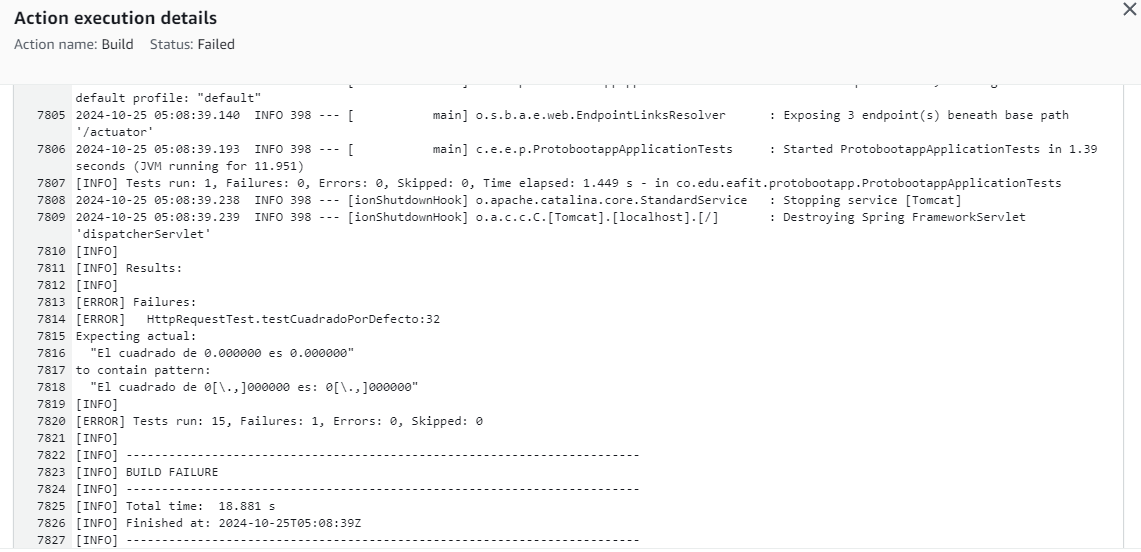 Action execution details
Action name: Build Status: Failed
default profile: "default"
7805 2024-10-25 05:08:39.140  INFO 398 --- [           main] o.s.b.a.e.web.EndpointLinksResolver      : Exposing 3 endpoint(s) beneath base path
'/actuator'
7806 2024-10-25 05:08:39.193  INFO 398 --- [           main] c.e.e.p.ProtobootappApplicationTests     : Started ProtobootappApplicationTests in 1.39
seconds (JVM running for 11.951)
7807 [INFO] Tests run: 1, Failures: 0, Errors: 0, Skipped: 0, Time elapsed: 1.449 s - in co.edu.eafit.protobootapp.ProtobootappApplicationTests
7808 2024-10-25 05:08:39.238  INFO 398 --- [ionShutdownHook] o.apache.catalina.core.StandardService   : Stopping service [Tomcat]
7809 2024-10-25 05:08:39.239  INFO 398 --- [ionShutdownHook] o.a.c.c.C.[Tomcat].[localhost].[/]       : Destroying Spring FrameworkServlet
'dispatcherServlet'
7810 [INFO]
7811 [INFO] Results:
7812 [INFO]
7813 [ERROR] Failures:
7814 [ERROR]   HttpRequestTest.testCuadradoPorDefecto:32
7815 Expecting actual:
7816   "El cuadrado de 0.000000 es 0.000000"
7817 to contain pattern:
7818   "El cuadrado de 0[\.,]000000 es: 0[\.,]000000"
7819 [INFO]
7820 [ERROR] Tests run: 15, Failures: 1, Errors: 0, Skipped: 0
7821 [INFO]
7822 [INFO] ------------------------------------------------------------------------
7823 [INFO] BUILD FAILURE
7824 [INFO] ------------------------------------------------------------------------
7825 [INFO] Total time:  18.881 s
7826 [INFO] Finished at: 2024-10-25T05:08:39Z
7827 [INFO] ------------------------------------------------------------------------